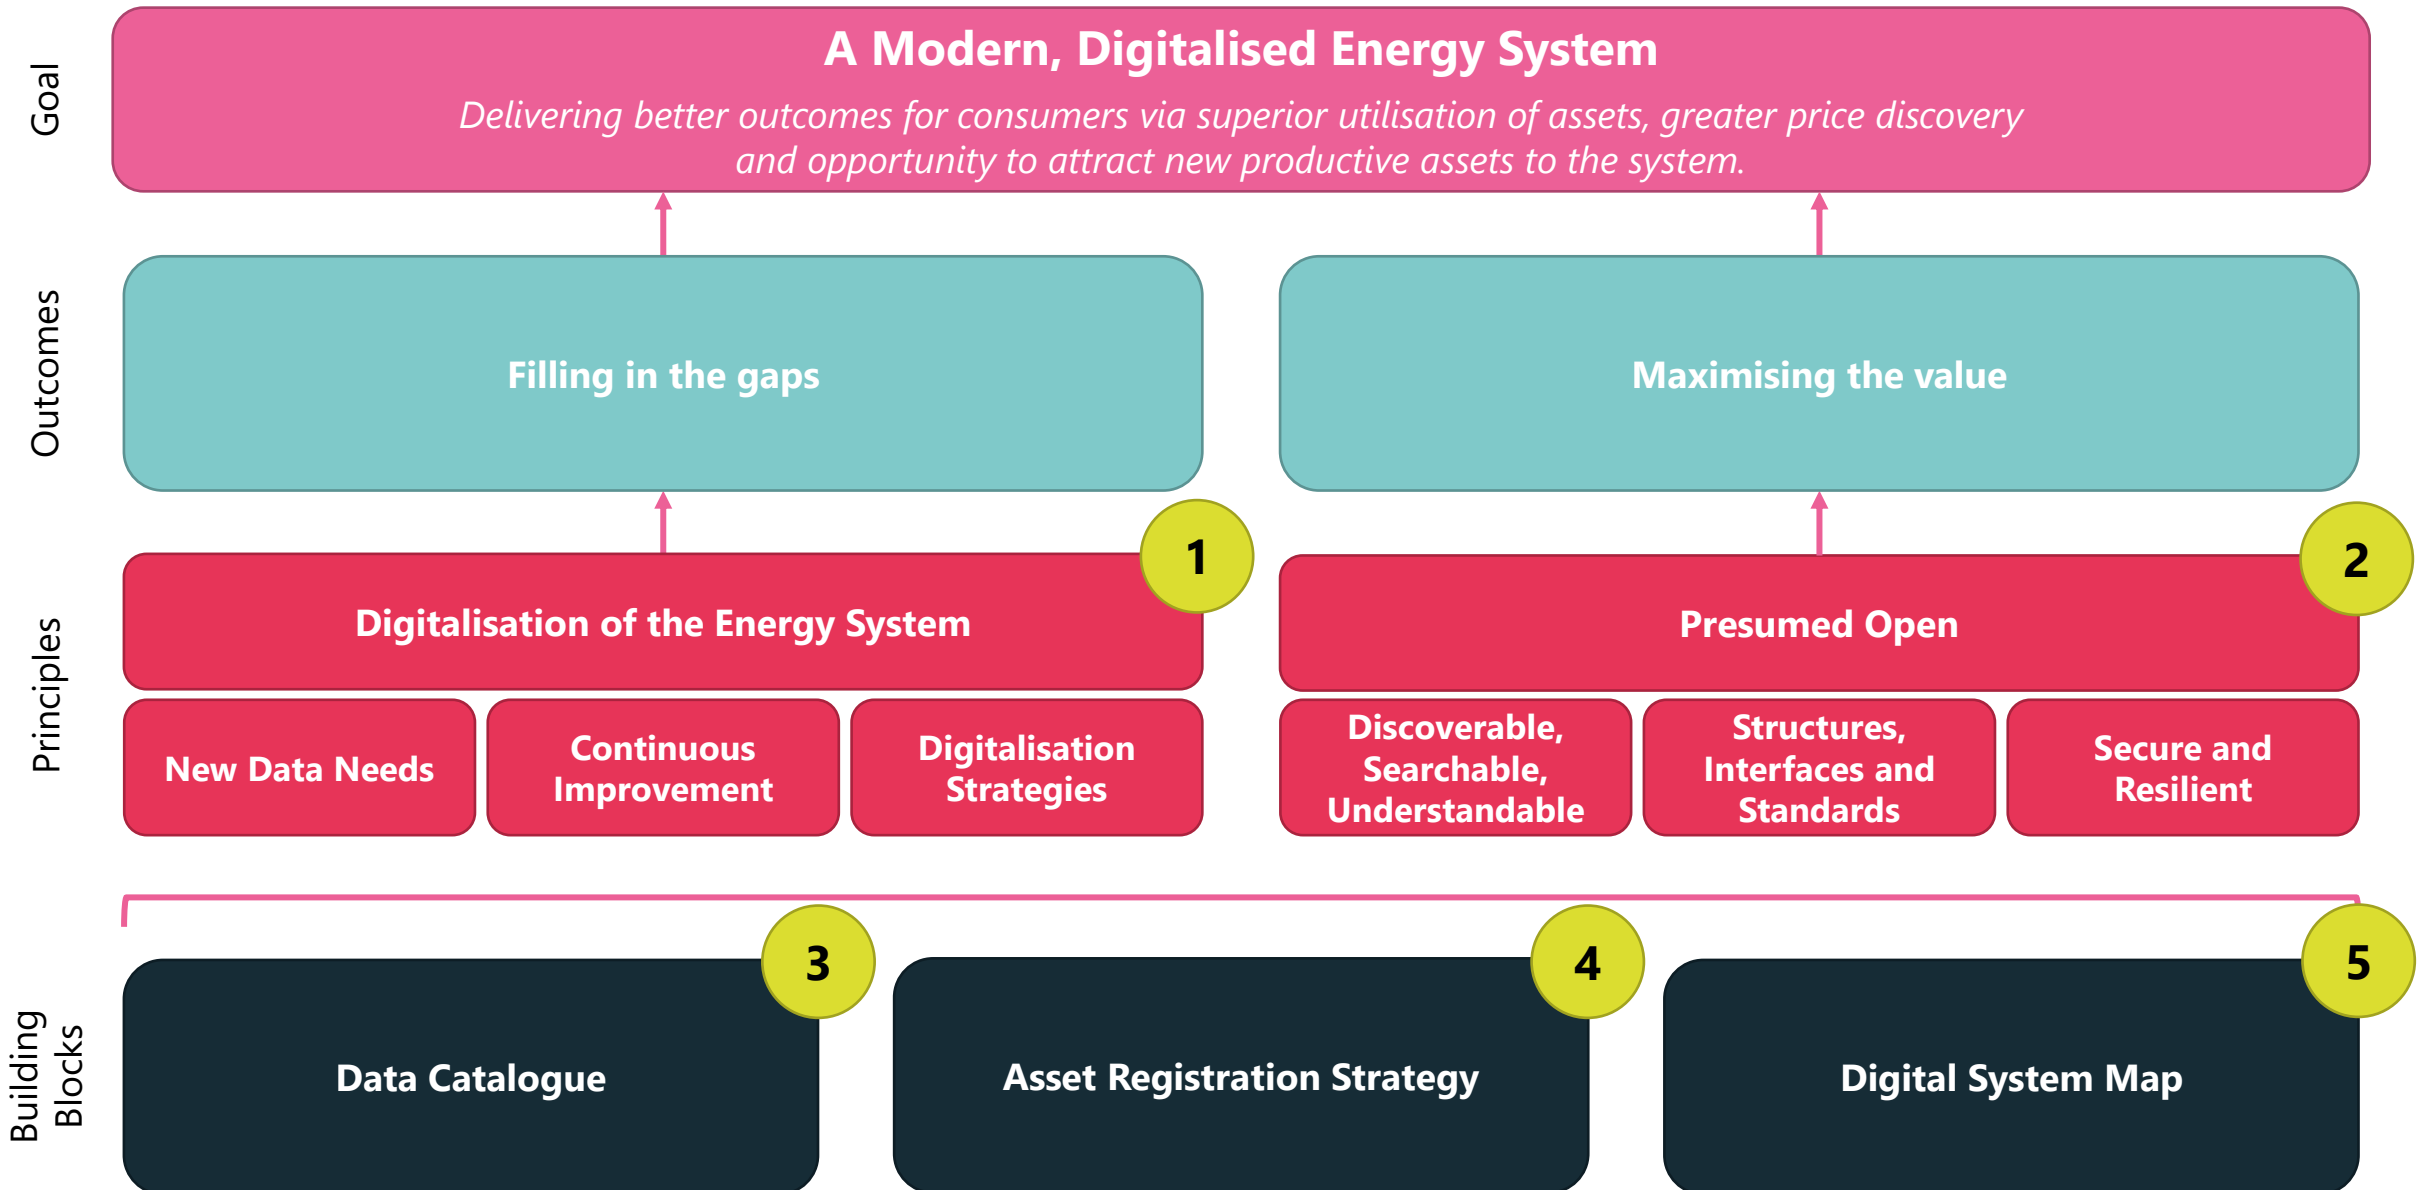 Goal
A Modern, Digitalised Energy System
Delivering better outcomes for consumers via superior utilisation of assets, greater price discovery
and opportunity to attract new productive assets to the system.
Outcomes
Filling in the gaps
Maximising the value
Principles
1
Digitalisation of the Energy System
2
Presumed Open
New Data Needs
Continuous
Improvement
Digitalisation
Strategies
Discoverable,
Searchable,
Understandable
Structures,
Interfaces and
Standards
Secure and
Resilient
Building
Blocks
3
Data Catalogue
4
Asset Registration Strategy
5
Digital System Map